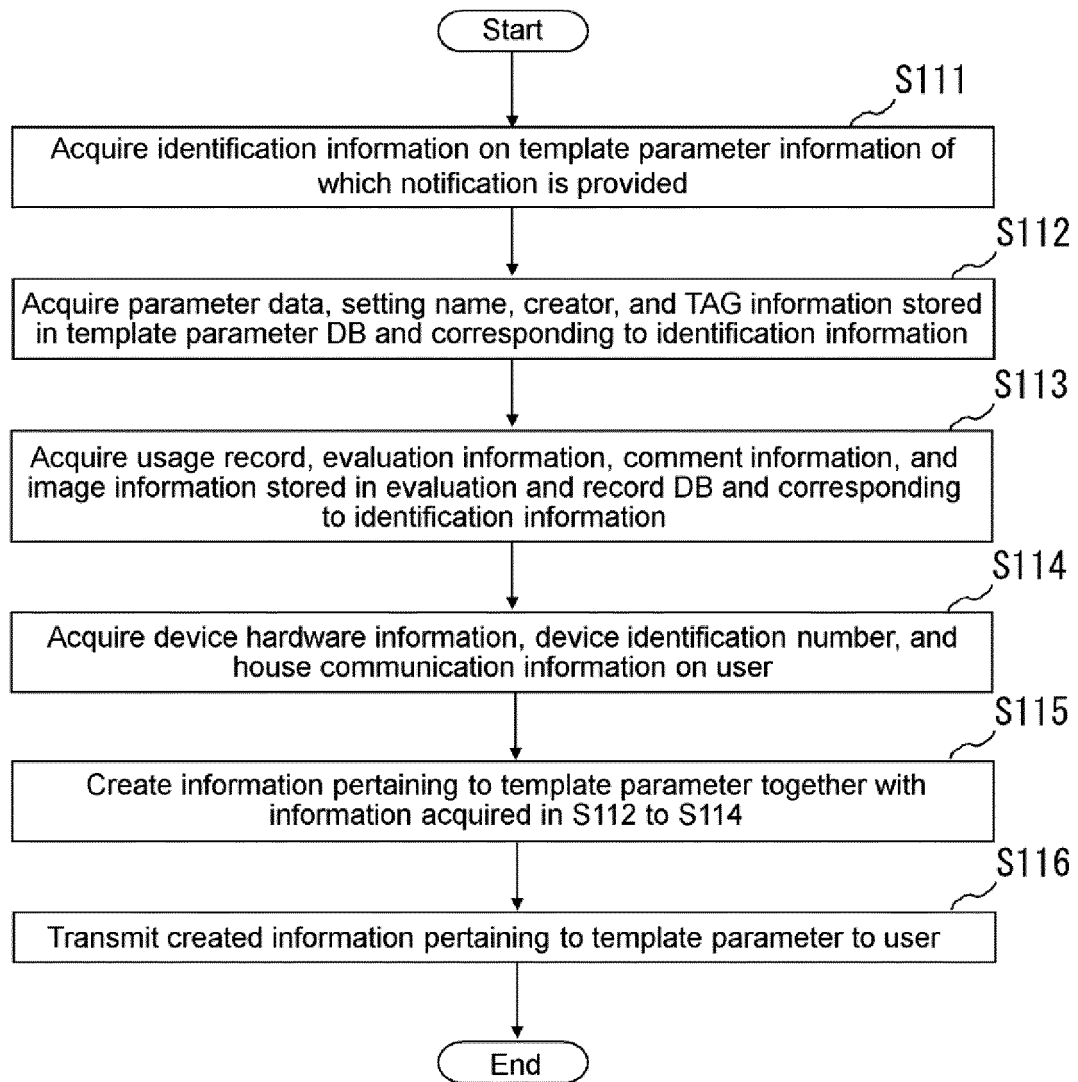 Start
S111
Acquire identification information on template parameter information of
which notification is provided
S112
Acquire parameter data, setting name, creator, and TAG information stored
in template parameter DB and corresponding to identification information
S113
Acquire usage record, evaluation information, comment information, and
image information stored in evaluation and record DB and corresponding
to identification information
S114
Acquire device hardware information, device identification number, and
house communication information on user
S115
Create information pertaining to template parameter together with
information acquired in S112 to S114
S116
Transmit created information pertaining to template parameter to user
End